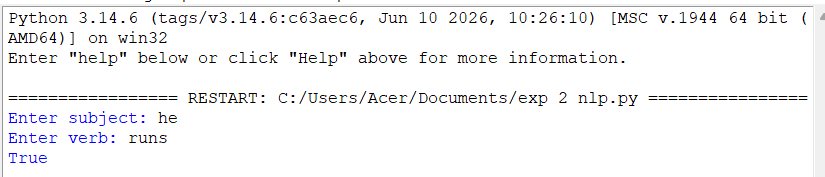 Python 3.14.6 (tags/v3.14.6:c63aec6, Jun 10 2026, 10:26:10) [MSC v.1944 64 bit (
AMD64)] on win32
Enter "help" below or click "Help" above for more information.
================= RESTART: C:/Users/Acer/Documents/exp 2 nlp.py ================
Enter subject: he
Enter verb: runs
True